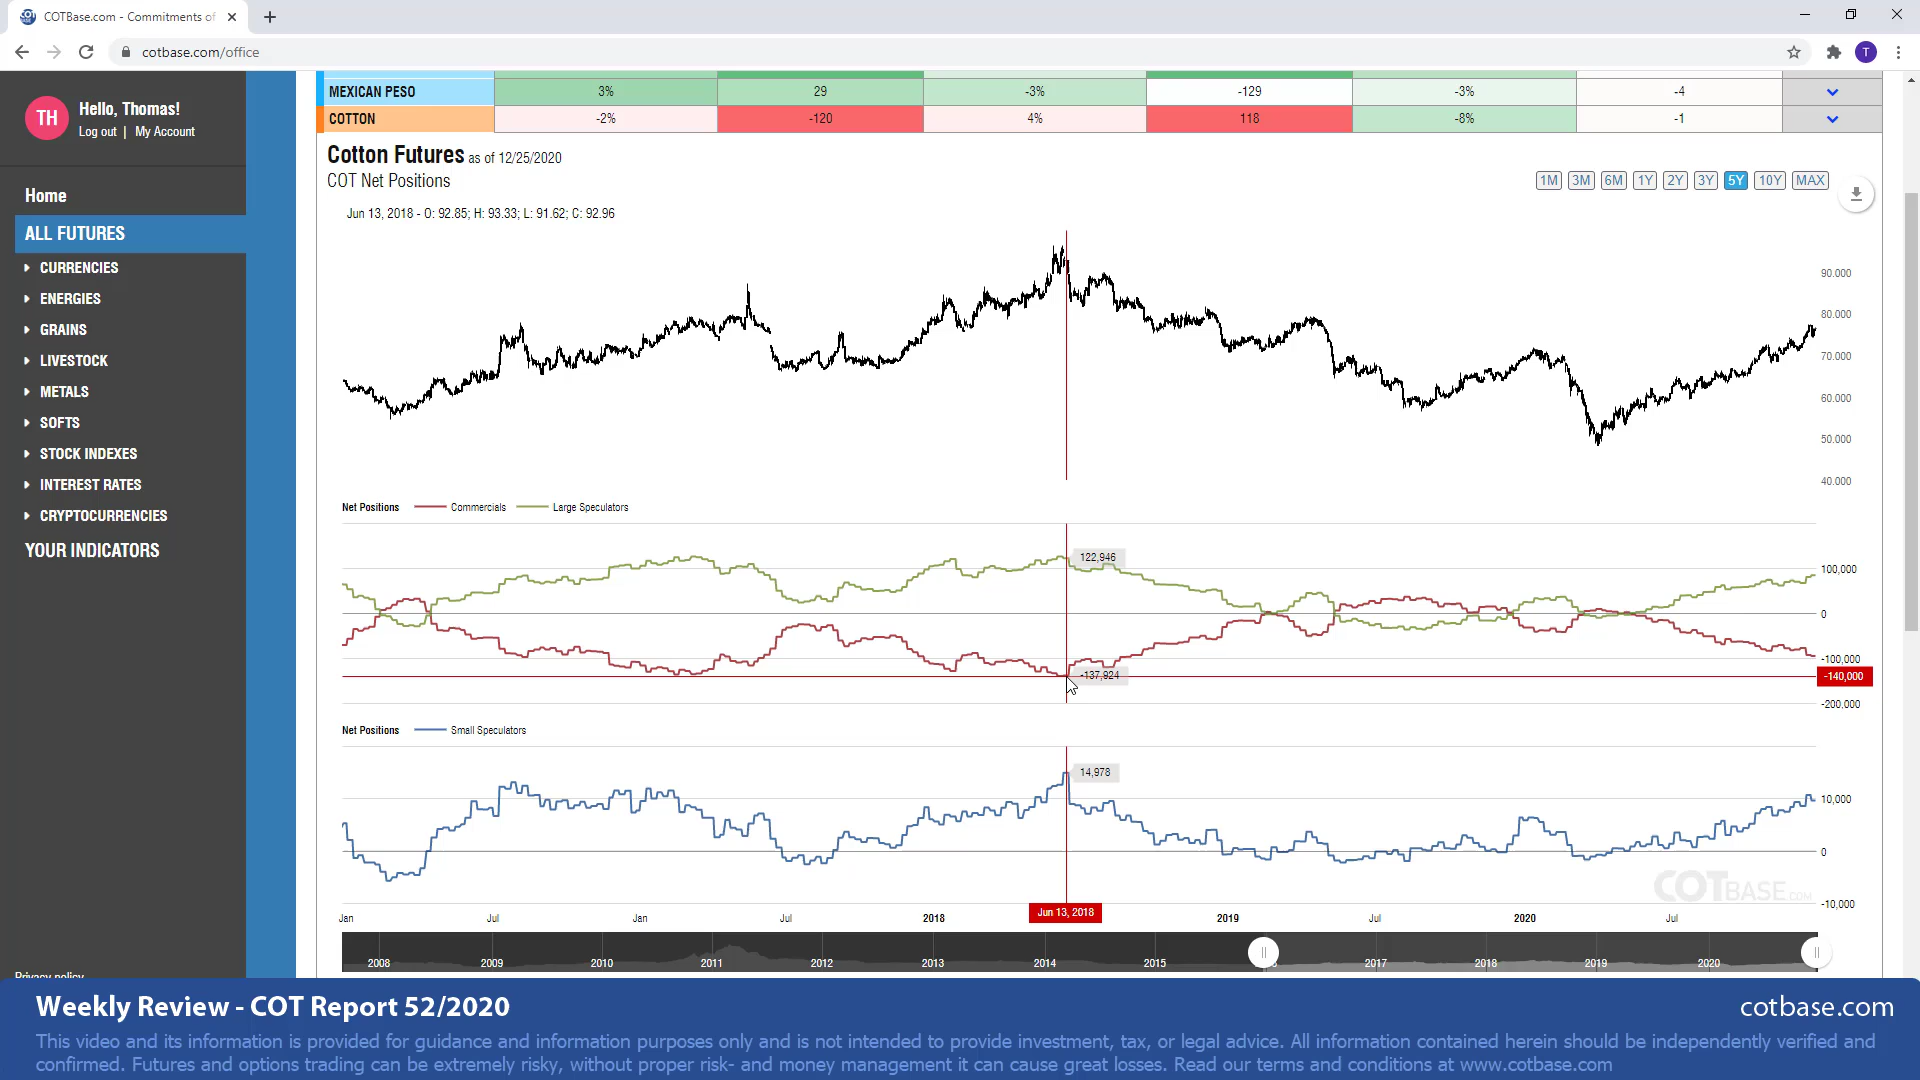 COTBase.com - Commitments of
cotbase.com/office
T
TH
Hello, Thomas!
Log out | My Account
Home
ALL FUTURES
CURRENCIES
ENERGIES
GRAINS
LIVESTOCK
METALS
SOFTS
STOCK INDEXES
INTEREST RATES
CRYPTOCURRENCIES
YOUR INDICATORS
Privacy policy
MEXICAN PESO 3% 29 -3% -129 -3% -4
COTTON -2% -120 4% 118 -8% -1
Cotton Futures as of 12/25/2020
COT Net Positions
1M 3M 6M 1Y 2Y 3Y 5Y 10Y MAX
Jun 13, 2018 - O: 92.85; H: 93.33; L: 91.62; C: 92.96
90.000
80.000
70.000
60.000
50.000
40.000
Net Positions Commercials Large Speculators
122,946
100,000
0
-100,000
-137,924
-140,000
-200,000
Net Positions Small Speculators
14,978
10,000
0
COTBASE.COM
-10,000
Jan Jul Jan Jul 2018 Jun 13, 2018 2019 Jul 2020 Jul
2008 2009 2010 2011 2012 2013 2014 2015 2017 2018 2019 2020
Weekly Review - COT Report 52/2020
cotbase.com
This video and its information is provided for guidance and information purposes only and is not intended to provide investment, tax, or legal advice. All information contained herein should be independently verified and
confirmed. Futures and options trading can be extremely risky, without proper risk- and money management it can cause great losses. Read our terms and conditions at www.cotbase.com